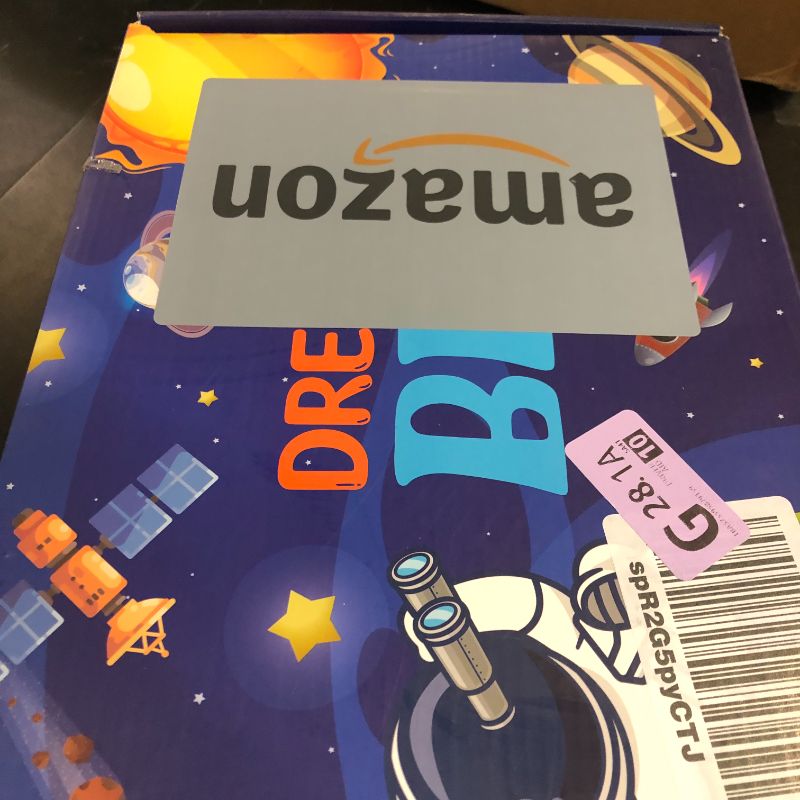 amazon
DRE
BI
G 28.1A
10
spR2G5pyCTJ